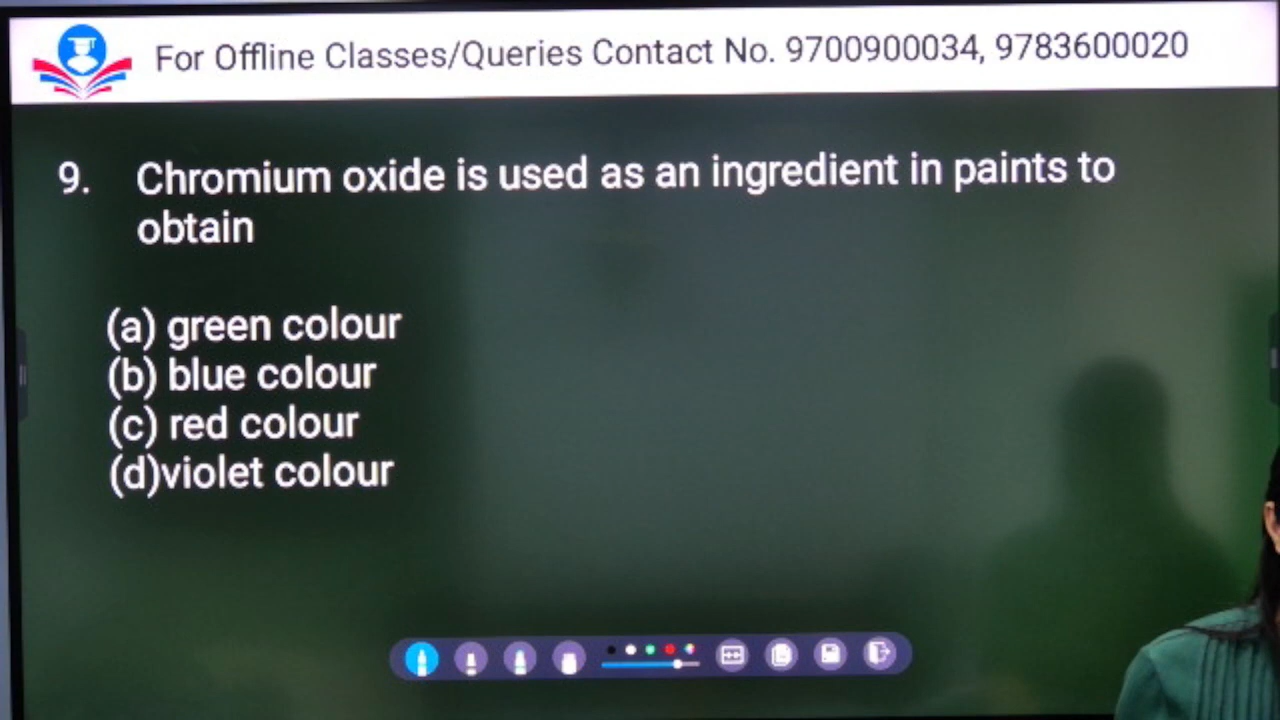 For Offline Classes/Queries Contact No. 9700900034, 9783600020
9. Chromium oxide is used as an ingredient in paints to
obtain
(a) green colour
(b) blue colour
(c) red colour
(d)violet colour